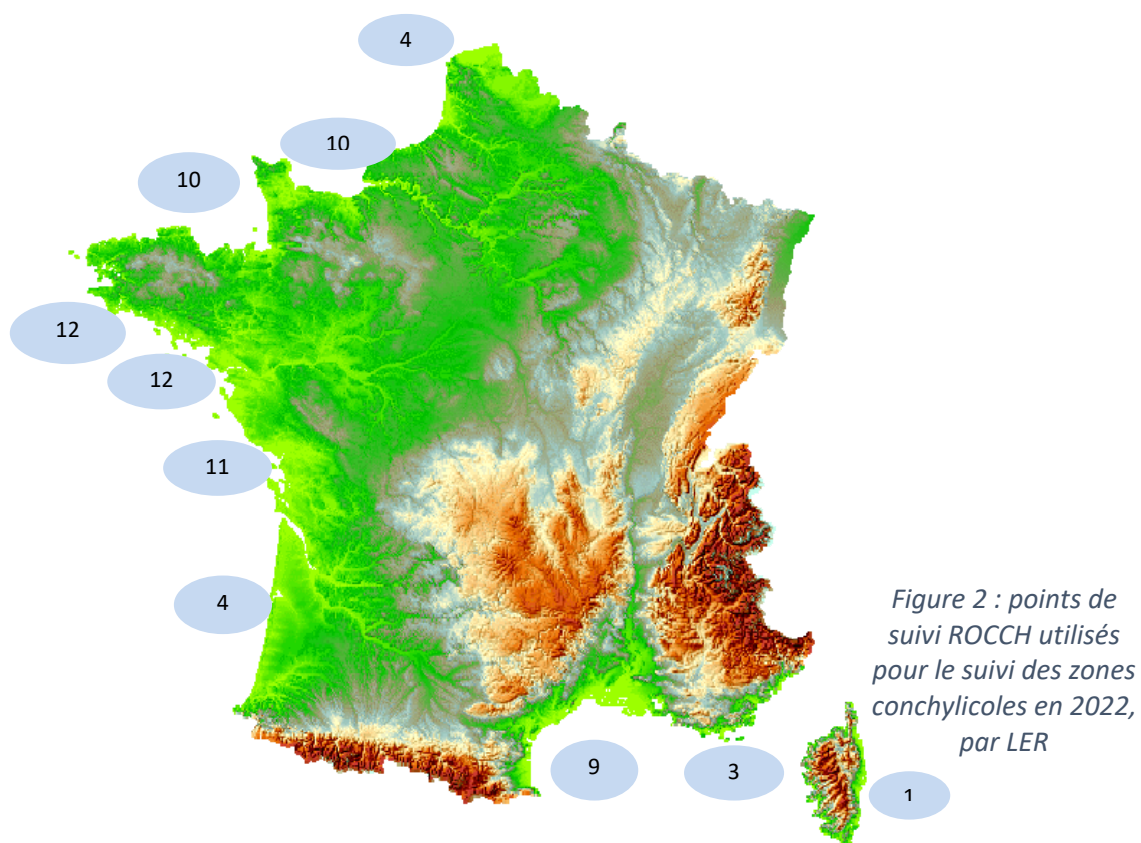 4
10
10
12
12
11
4
Figure 2 : points de
suivi ROCCH utilisés
pour le suivi des zones
conchylicoles en 2022,
par LER
9
3
1